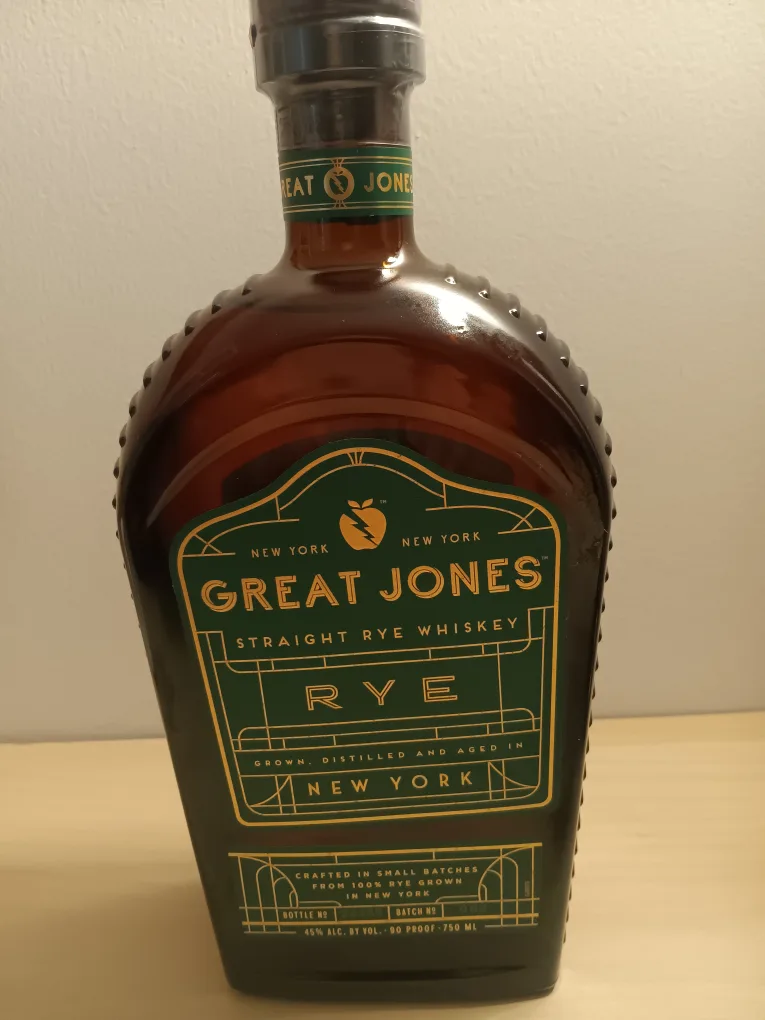 GREAT JONES
NEW YORK NEW YORK
GREAT JONES™
STRAIGHT RYE WHISKEY
RYE
GROWN, DISTILLED AND AGED IN
NEW YORK
CRAFTED IN SMALL BATCHES
FROM 100% RYE GROWN
IN NEW YORK
BOTTLE Nº BATCH Nº
45% ALC. BY VOL. · 90 PROOF · 750 ML